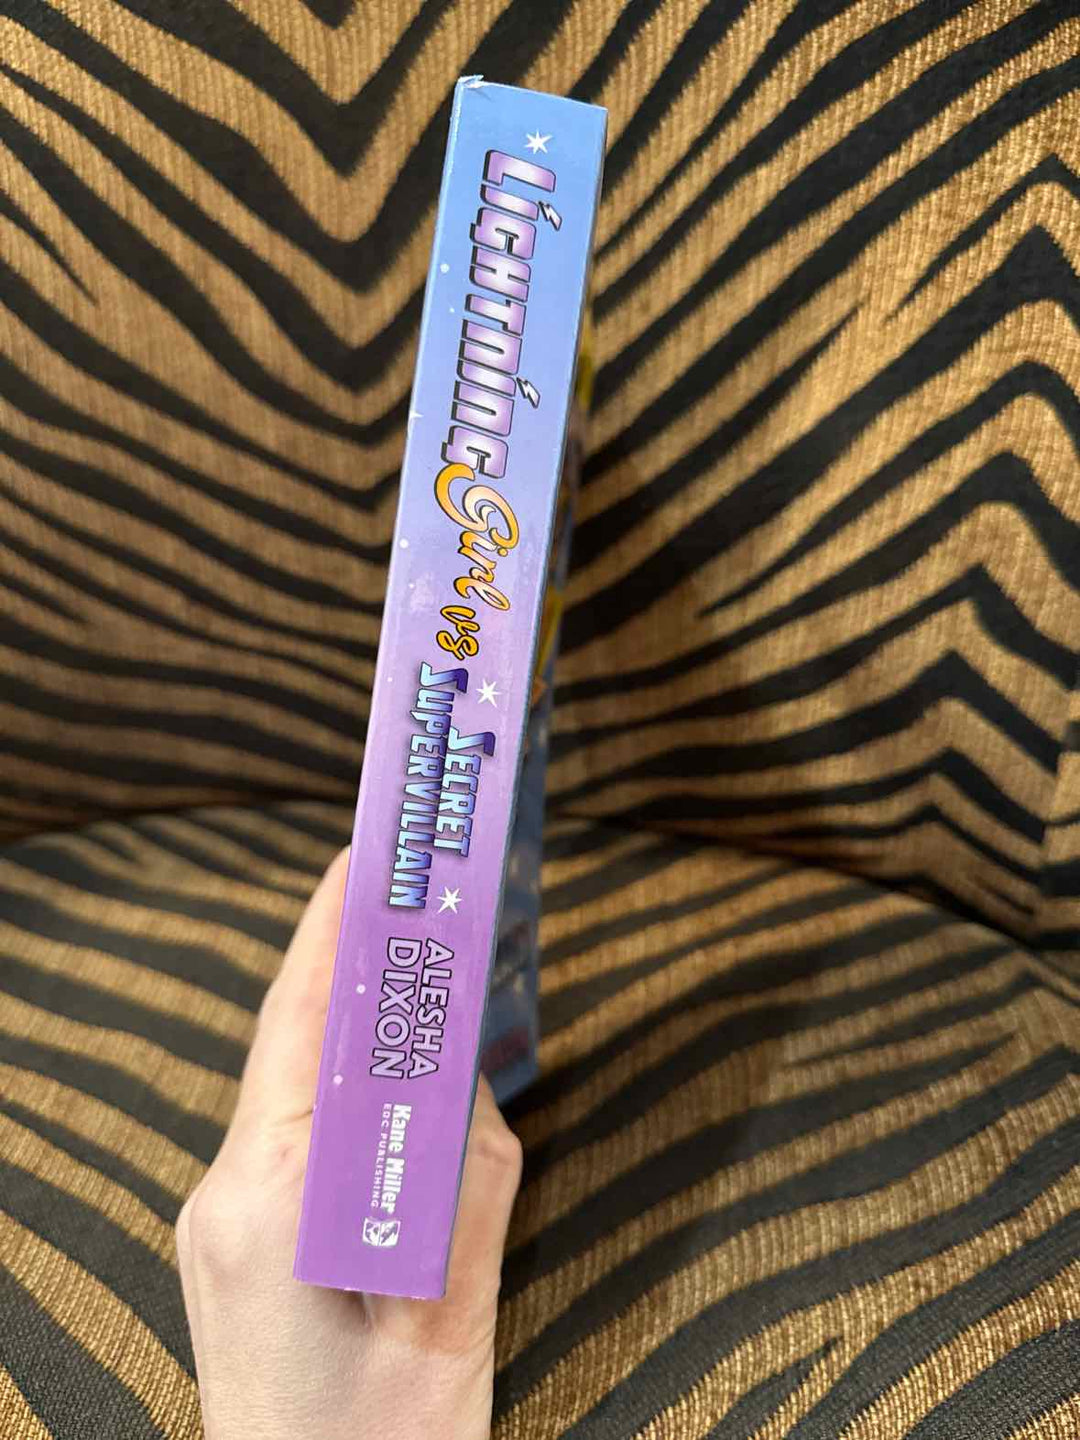 LIGHTNING Girl vs
SECRET
SUPERVILLAIN
ALESHA
DIXON
Kane Miller
EDC PUBLISHING